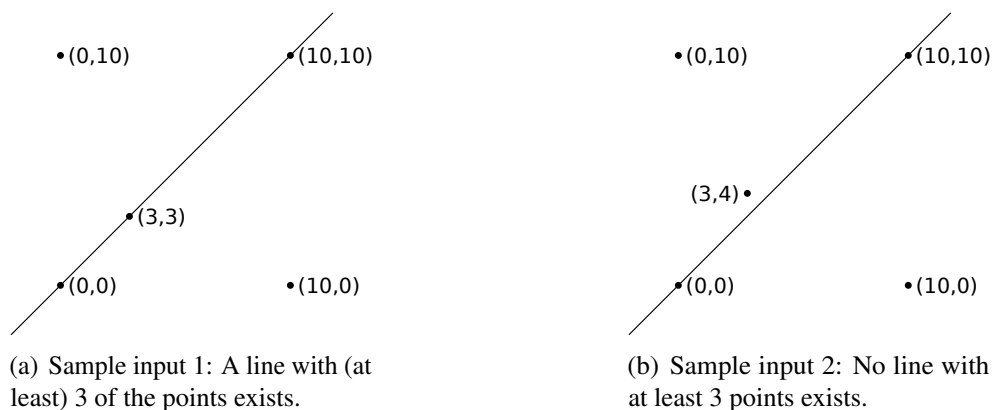 (0,10)
(10,10)
(3,3)
(0,0)
(10,0)
(a) Sample input 1: A line with (at
least) 3 of the points exists.
(0,10)
(10,10)
(3,4)
(0,0)
(10,0)
(b) Sample input 2: No line with
at least 3 points exists.